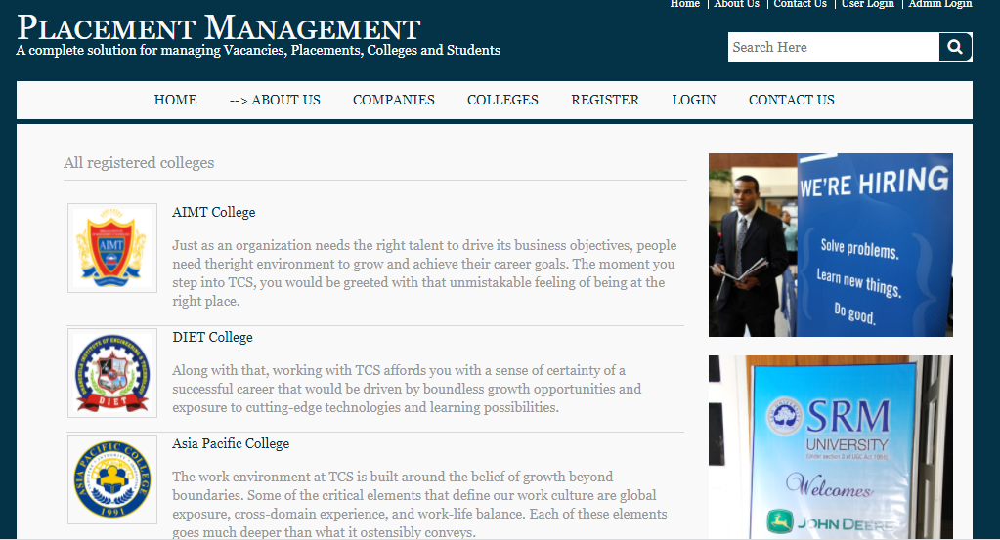 Home | About Us | Contact Us | User Login | Admin Login
PLACEMENT MANAGEMENT
A complete solution for managing Vacancies, Placements, Colleges and Students
Search Here
HOME --> ABOUT US COMPANIES COLLEGES REGISTER LOGIN CONTACT US
All registered colleges
AIMT
AIMT College
Just as an organization needs the right talent to drive its business objectives, people
need theright environment to grow and achieve their career goals. The moment you
step into TCS, you would be greeted with that unmistakable feeling of being at the
right place.
DIET
DIET College
Along with that, working with TCS affords you with a sense of certainty of a
successful career that would be driven by boundless growth opportunities and
exposure to cutting-edge technologies and learning possibilities.
ASIA PACIFIC COLLEGE
1991
Asia Pacific College
The work environment at TCS is built around the belief of growth beyond
boundaries. Some of the critical elements that define our work culture are global
exposure, cross-domain experience, and work-life balance. Each of these elements
goes much deeper than what it ostensibly conveys.
WE'RE HIRING
Solve problems.
Learn new things.
Do good.
SRM
UNIVERSITY
Welcomes
JOHN DEERE